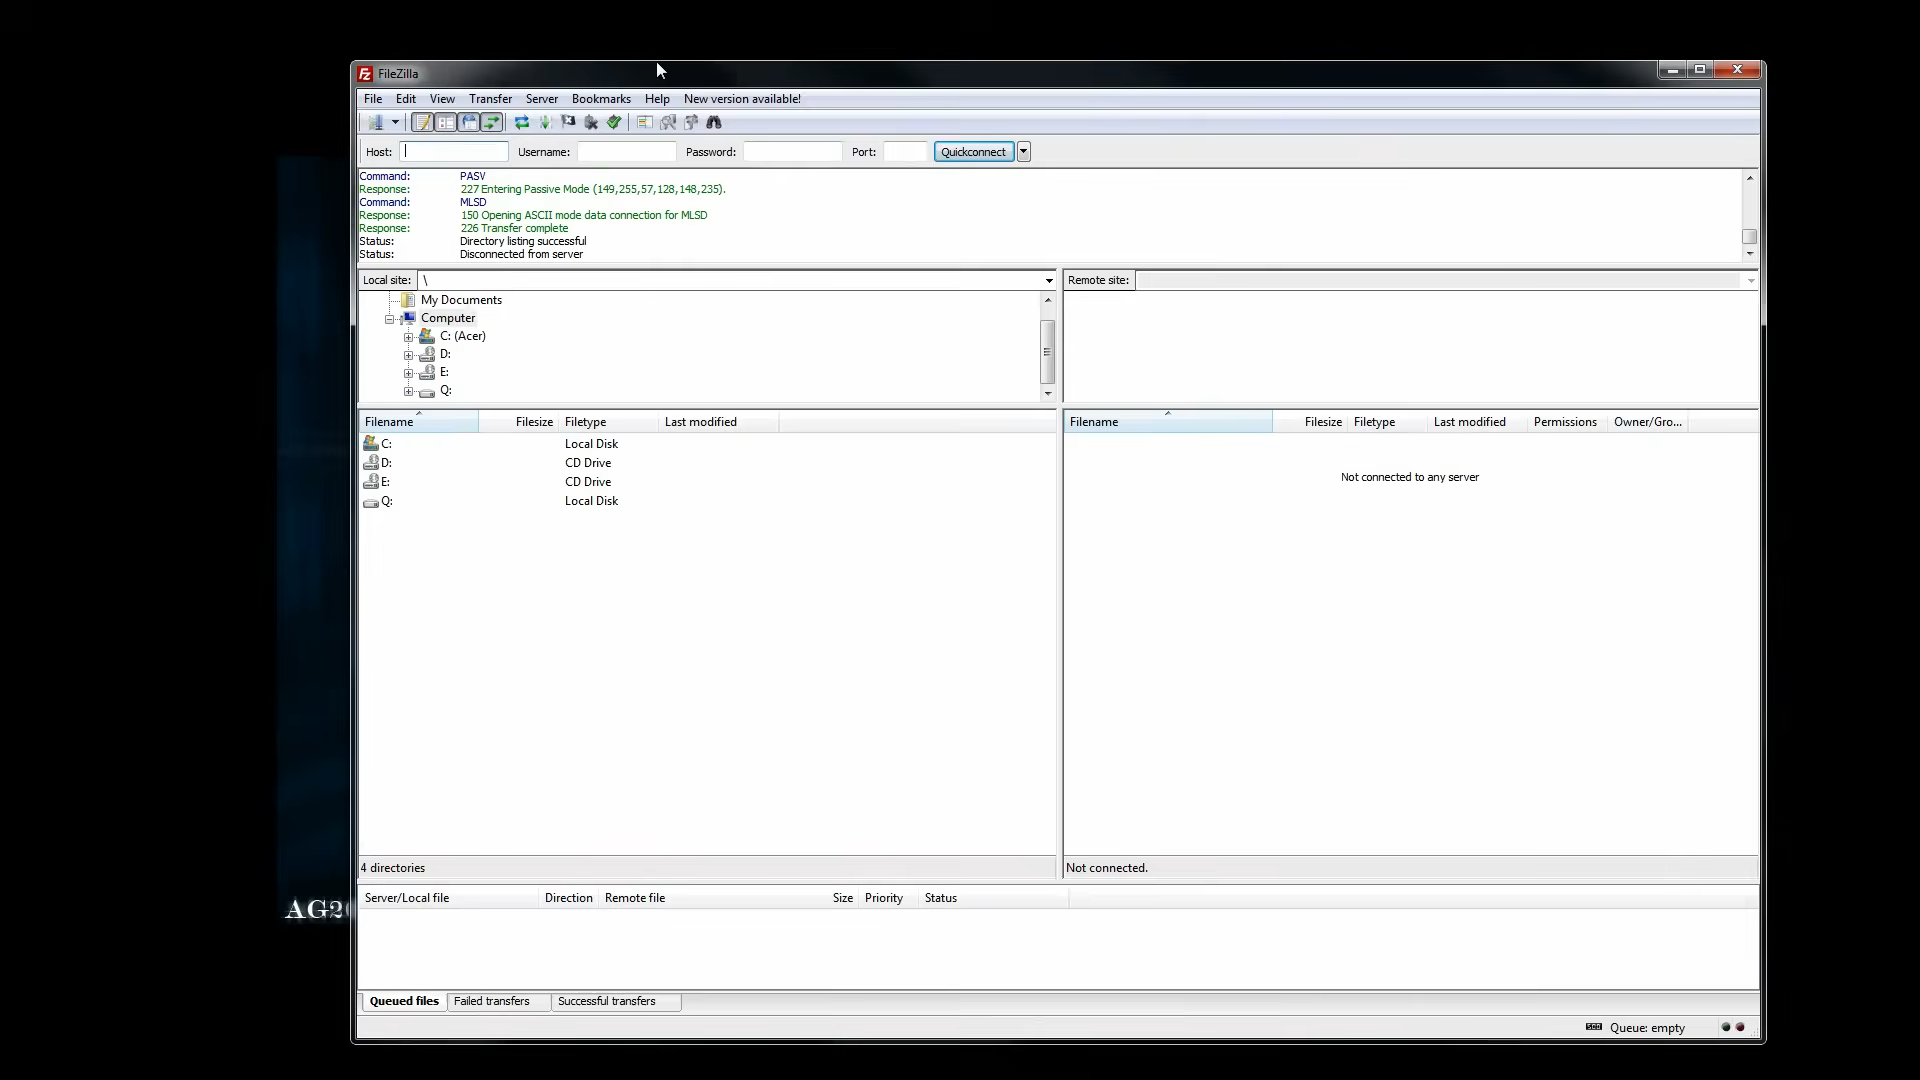 FileZilla
File Edit View Transfer Server Bookmarks Help New version available!
Host: Username: Password: Port: Quickconnect
Command: PASV
Response: 227 Entering Passive Mode (149,255,57,128,148,235).
Command: MLSD
Response: 150 Opening ASCII mode data connection for MLSD
Response: 226 Transfer complete
Status: Directory listing successful
Status: Disconnected from server
Local site: \
Remote site:
My Documents
Computer
C: (Acer)
D:
E:
Q:
Filename Filesize Filetype Last modified
C: Local Disk
D: CD Drive
E: CD Drive
Q: Local Disk
4 directories
Filename Filesize Filetype Last modified Permissions Owner/Gro...
Not connected to any server
Not connected.
Server/Local file Direction Remote file Size Priority Status
Queued files Failed transfers Successful transfers
Queue: empty